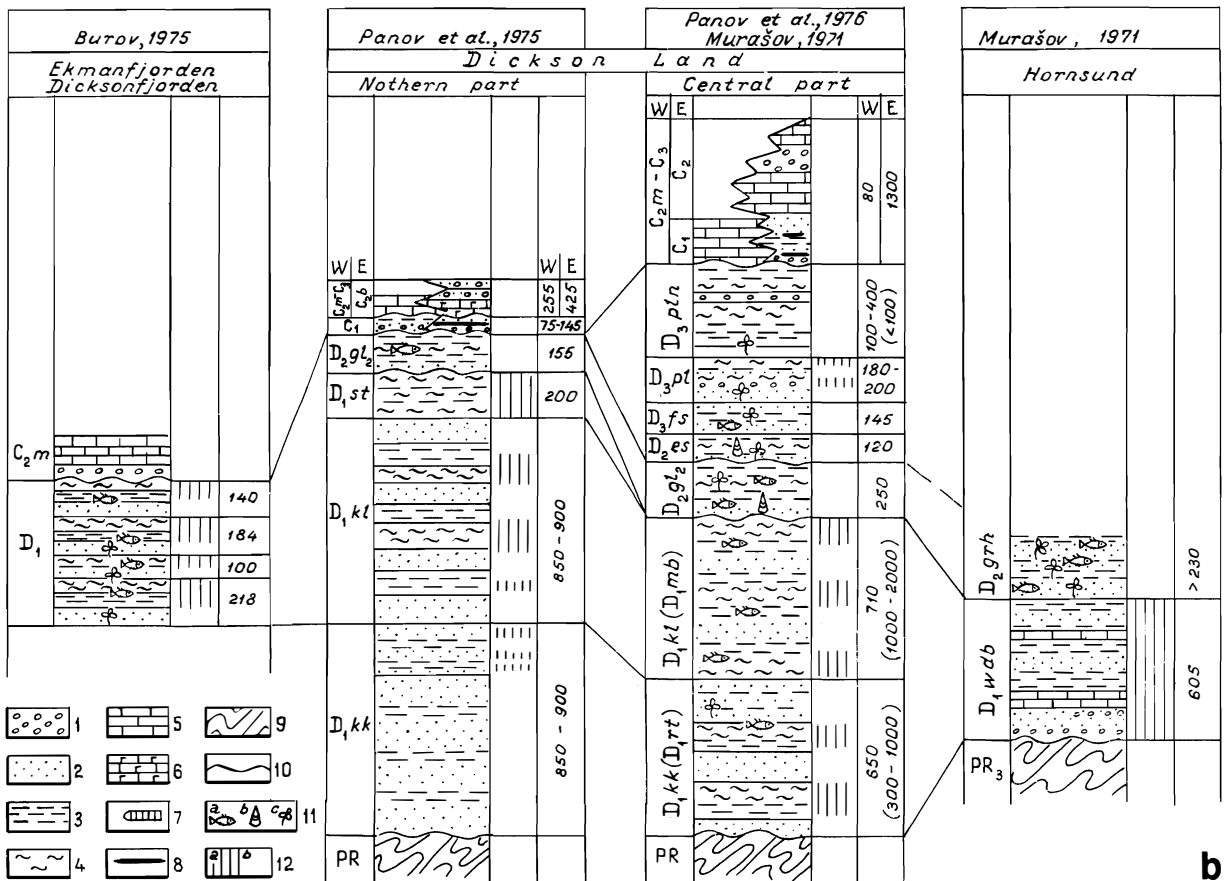 Burov, 1975
Ekmanfjorden
Dicksonfjorden
C₂m
D₁
140
184
100
218
Panov et al., 1975
Panov et al., 1976
Murašov, 1971
Dickson Land
Nothern part
W E
W E
C₂m-C₃
C₂b
255
425
C₁
75-145
D₂gl₂
155
D₁st
200
D₁kl
850-900
D₁kk
850-900
PR
Central part
W E
W E
C₂m-C₃
C₂
C₁
80
1300
D₃pln
100-400
(<100)
D₃pl
180-
200
D₃fs
145
D₂es
120
D₂gl₂
250
D₁kl(D₁mb)
710
(1000-2000)
D₁kk(D₁rt)
650
(300-1000)
PR
Murašov, 1971
Hornsund
D₂grh
>230
D₁wdb
605
PR₃
1
2
3
4
5
6
7
8
9
10
a b c 11
a b 12
b